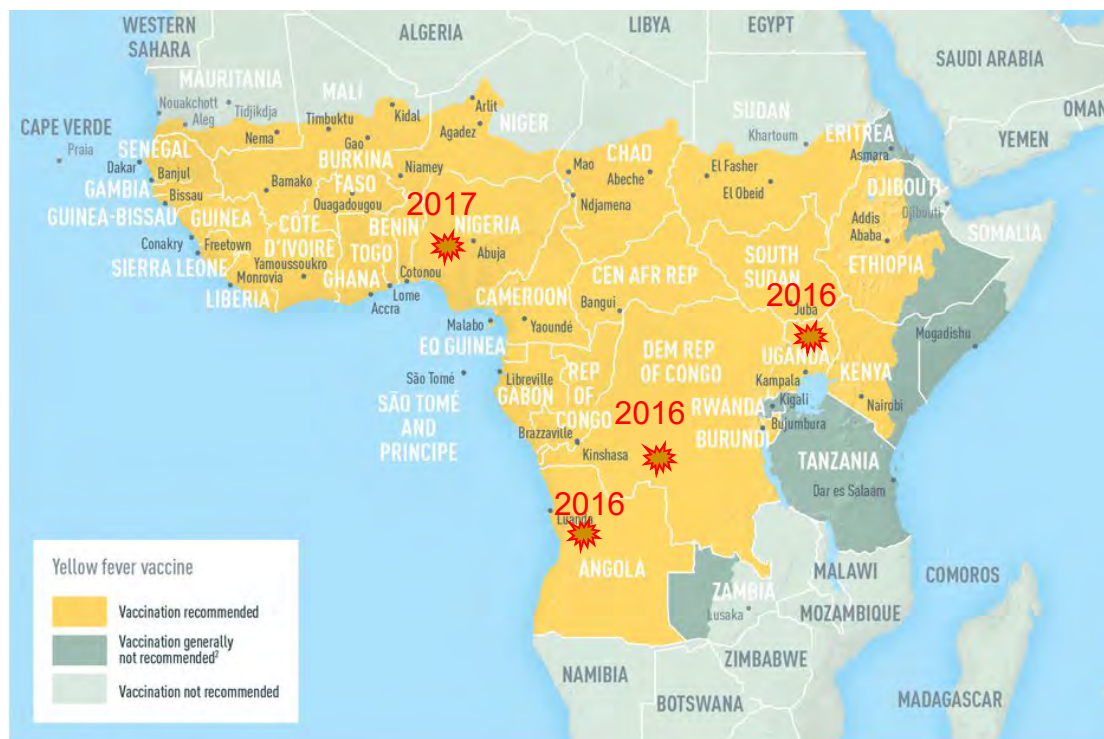 WESTERN
SAHARA
ALGERIA
LIBYA
EGYPT
SAUDI ARABIA
OMAN
YEMEN
MAURITANIA
Nouakchott
Tidjikdja
Aleg
MALI
Timbuktu
Kidal
Arlit
Agadez
NIGER
SUDAN
Khartoum
ERITREA
Asmara
CAPE VERDE
Praia
Nema
Gao
SENEGAL
Dakar
Banjul
GAMBIA
Bissau
GUINEA-BISSAU
BURKINA
FASO
Niamey
Bamako
Ouagadougou
CHAD
Mao
Abeche
Ndjamena
El Fasher
El Obeid
DJIBOUTI
Djibouti
SOMALIA
2017
GUINEA
Conakry
Freetown
SIERRA LEONE
CÔTE
D'IVOIRE
Yamoussoukro
Monrovia
LIBERIA
BENIN
NIGERIA
Abuja
TOGO
GHANA
Cotonou
Lome
Accra
Addis
Ababa
ETHIOPIA
SOUTH
SUDAN
2016
Juba
CEN AFR REP
Bangui
CAMEROON
Malabo
Yaoundé
EQ GUINEA
Mogadishu
UGANDA
Kampala
KENYA
Nairobi
DEM REP
OF CONGO
São Tomé
Libreville
GABON
REP
OF
CONGO
SÃO TOMÉ
AND
PRINCIPE
2016
RWANDA
Kigali
Bujumbura
BURUNDI
Brazzaville
Kinshasa
TANZANIA
Dar es Salaam
2016
Luanda
ANGOLA
ZAMBIA
Lusaka
MALAWI
COMOROS
MOZAMBIQUE
ZIMBABWE
NAMIBIA
BOTSWANA
MADAGASCAR
Yellow fever vaccine
Vaccination recommended
Vaccination generally
not recommended²
Vaccination not recommended